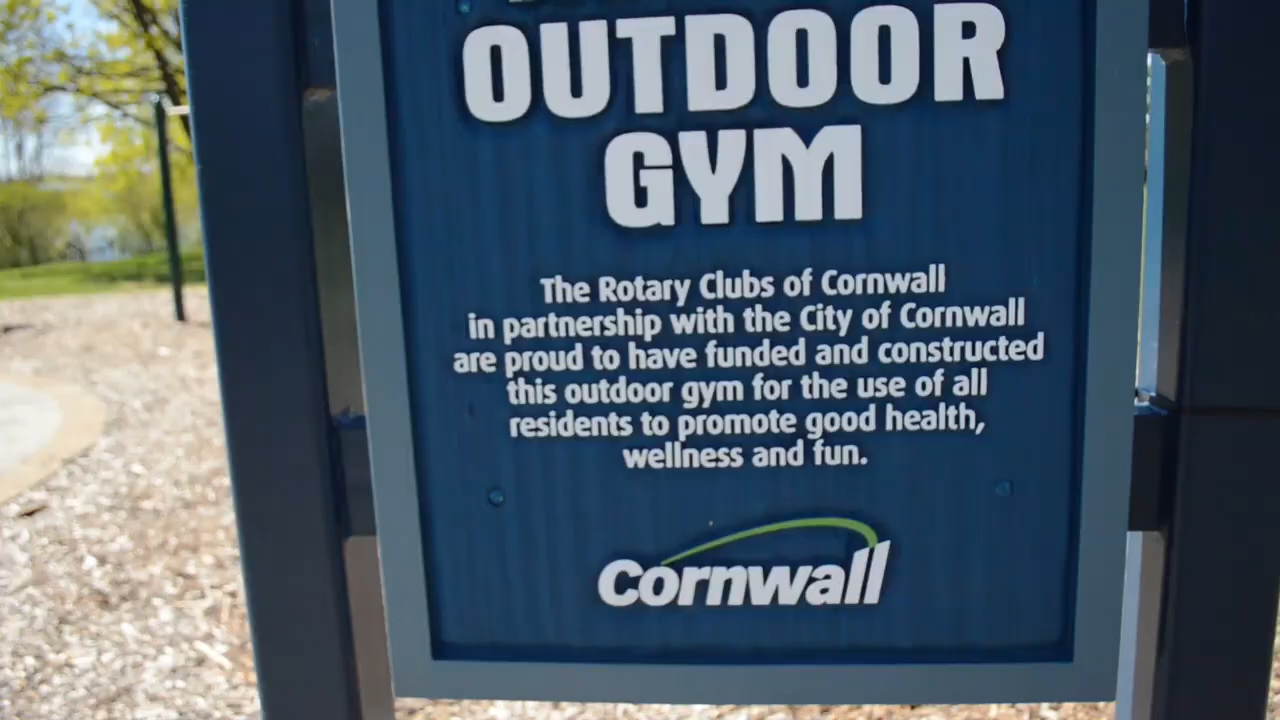 OUTDOOR
GYM
The Rotary Clubs of Cornwall
in partnership with the City of Cornwall
are proud to have funded and constructed
this outdoor gym for the use of all
residents to promote good health,
wellness and fun.
Cornwall